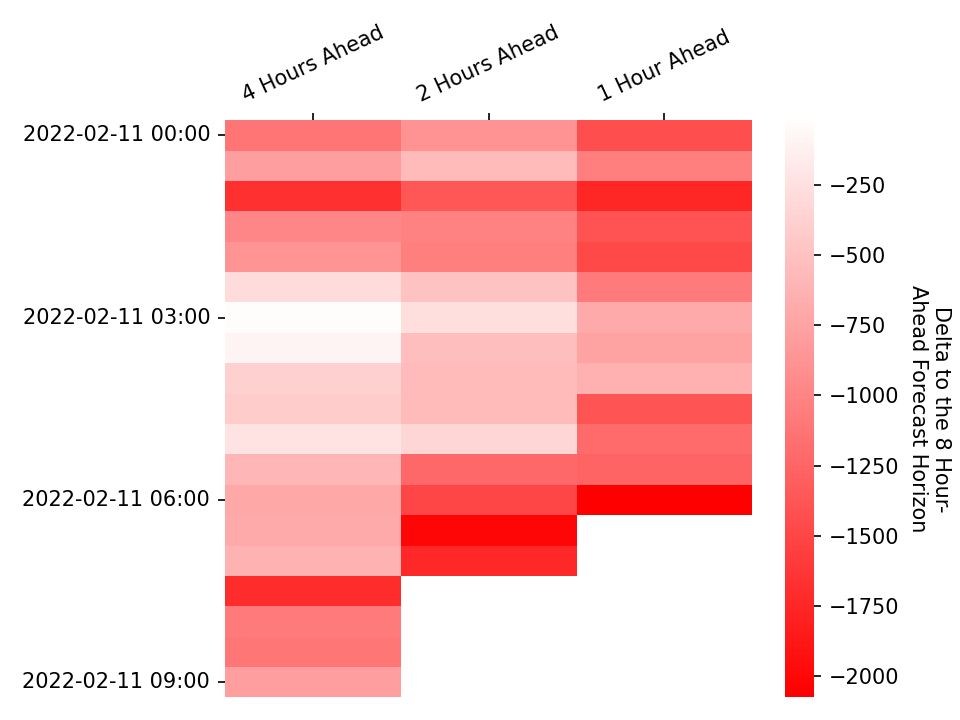 4 Hours Ahead
2 Hours Ahead
1 Hour Ahead
2022-02-11 00:00
2022-02-11 03:00
2022-02-11 06:00
2022-02-11 09:00
−250
−500
−750
−1000
−1250
−1500
−1750
−2000
Delta to the 8 Hour-
Ahead Forecast Horizon